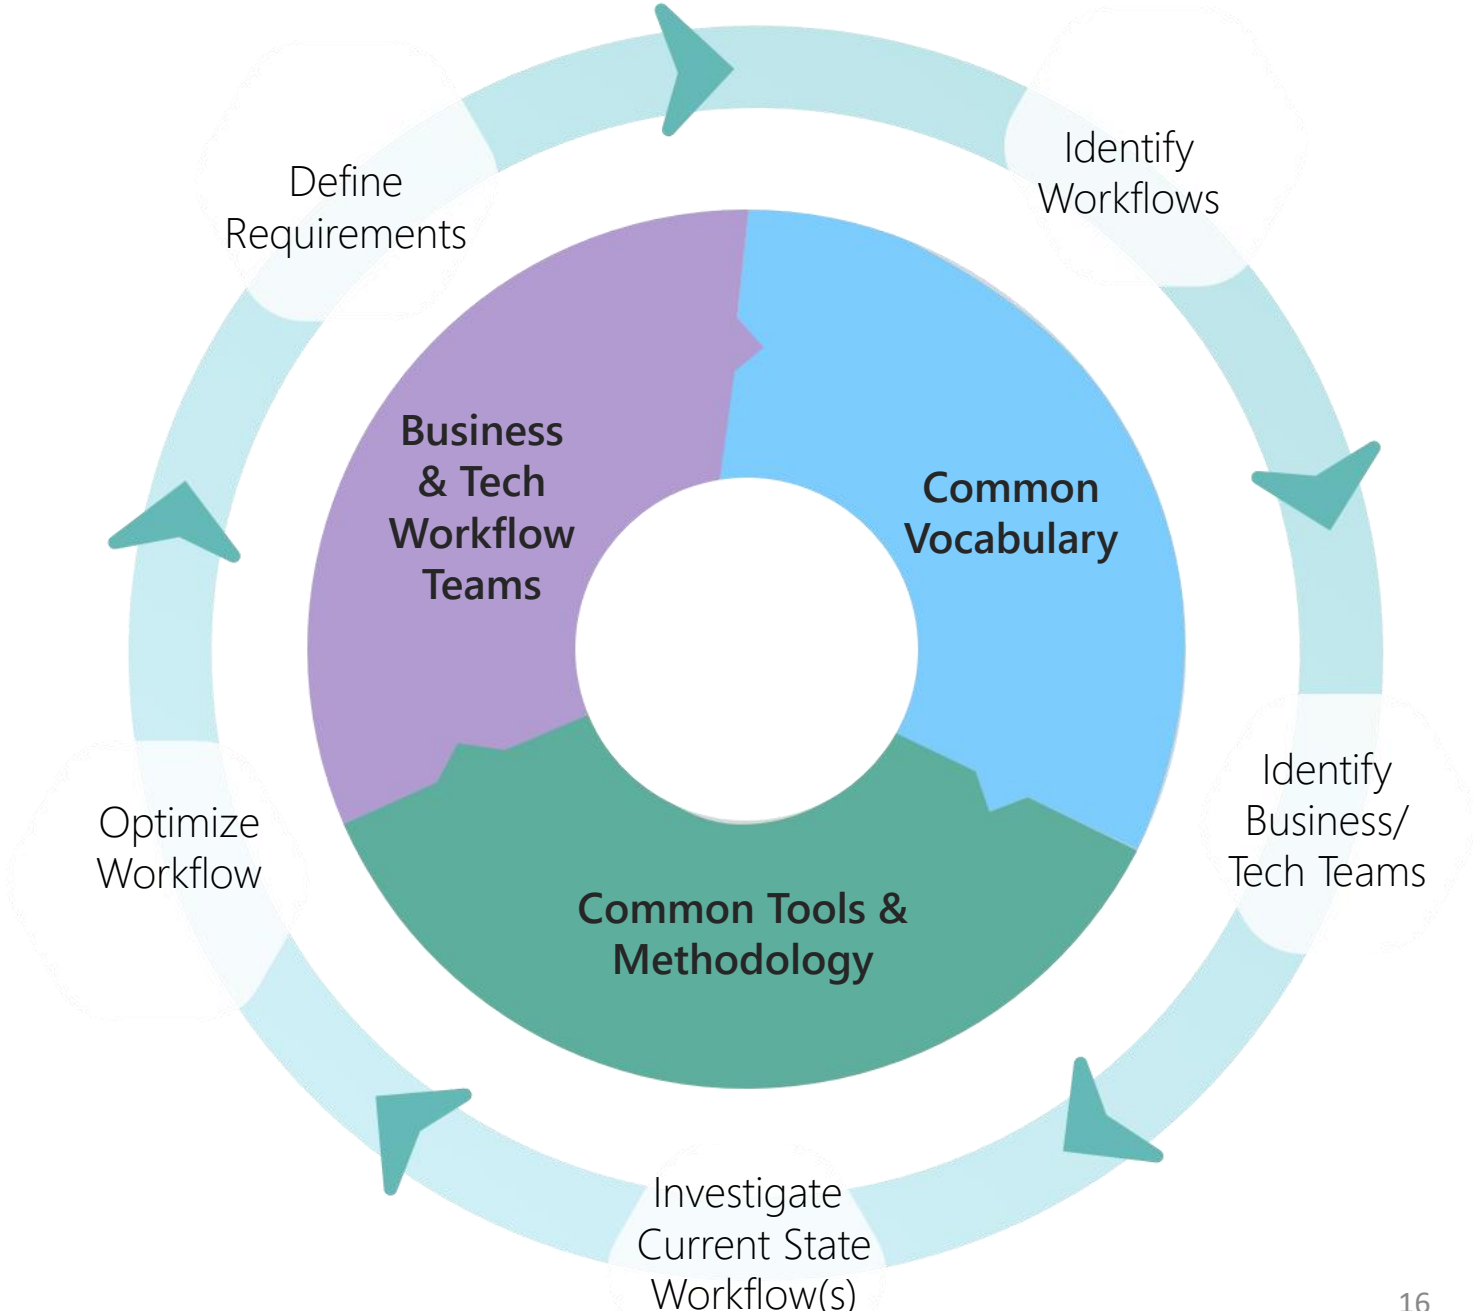 Define
Requirements
Identify
Workflows
Business
& Tech
Workflow
Teams
Common
Vocabulary
Identify
Business/
Tech Teams
Optimize
Workflow
Common Tools &
Methodology
Investigate
Current State
Workflow(s)
16